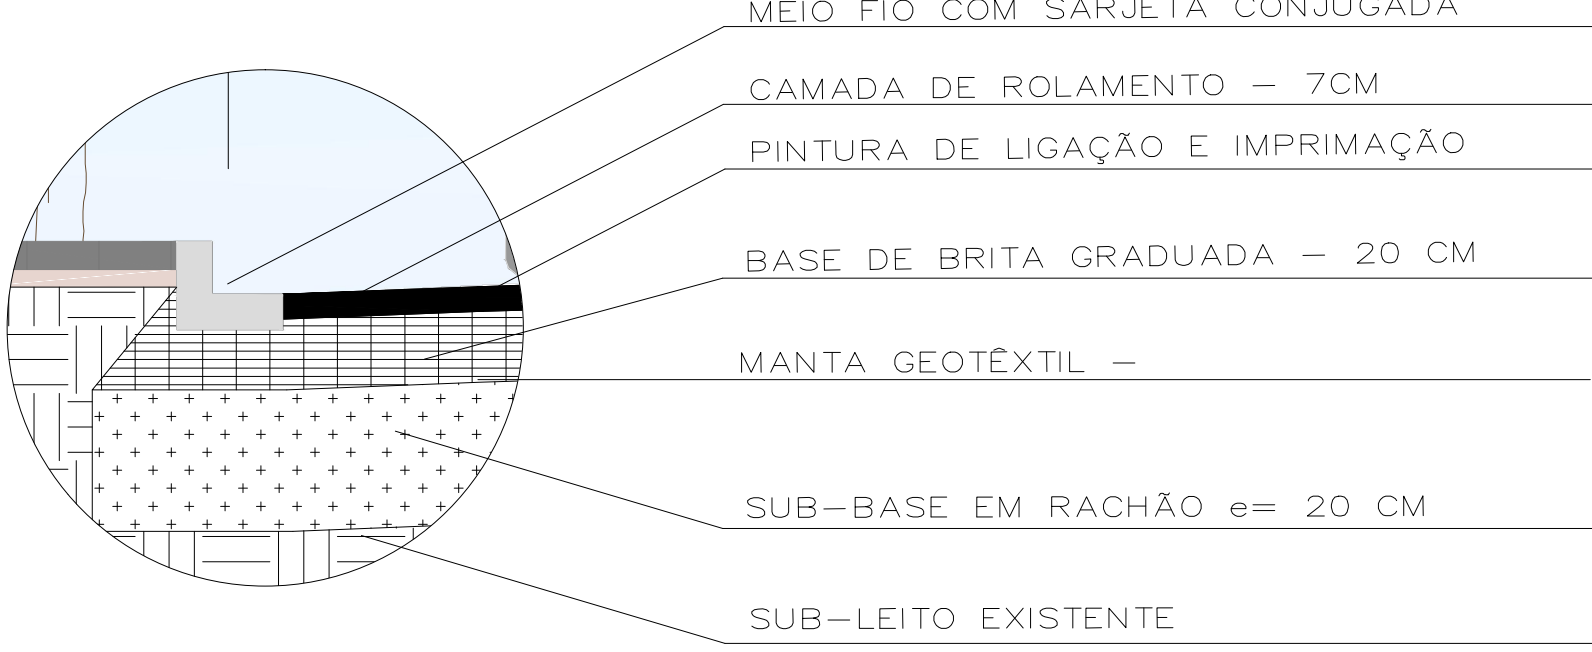 MEIO FIO COM SARJETA CONJUGADA
CAMADA DE ROLAMENTO – 7CM
PINTURA DE LIGAÇÃO E IMPRIMAÇÃO
BASE DE BRITA GRADUADA – 20 CM
MANTA GEOTÊXTIL –
SUB–BASE EM RACHÃO e= 20 CM
SUB–LEITO EXISTENTE